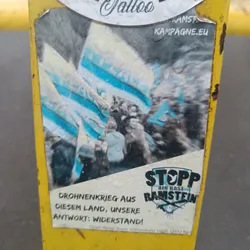 Tattoo
KAMPAGNE.EU
STOPP
RAMSTEIN
DROHNENKRIEG AUS
DIESEM LAND, UNSERE
ANTWORT: WIDERSTAND!